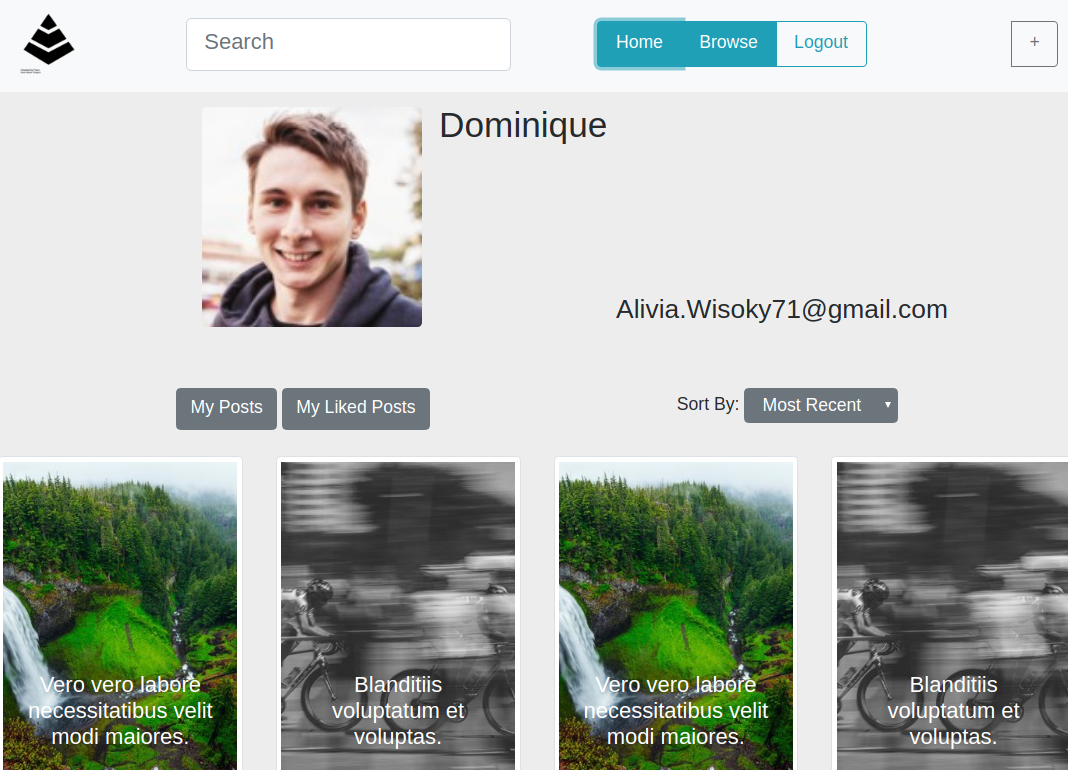 Search
Home
Browse
Logout
+
Dominique
Alivia.Wisoky71@gmail.com
My Posts
My Liked Posts
Sort By:
Most Recent
Vero vero labore
necessitatibus velit
modi maiores.
Blanditiis
voluptatum et
voluptas.
Vero vero labore
necessitatibus velit
modi maiores.
Blanditiis
voluptatum et
voluptas.